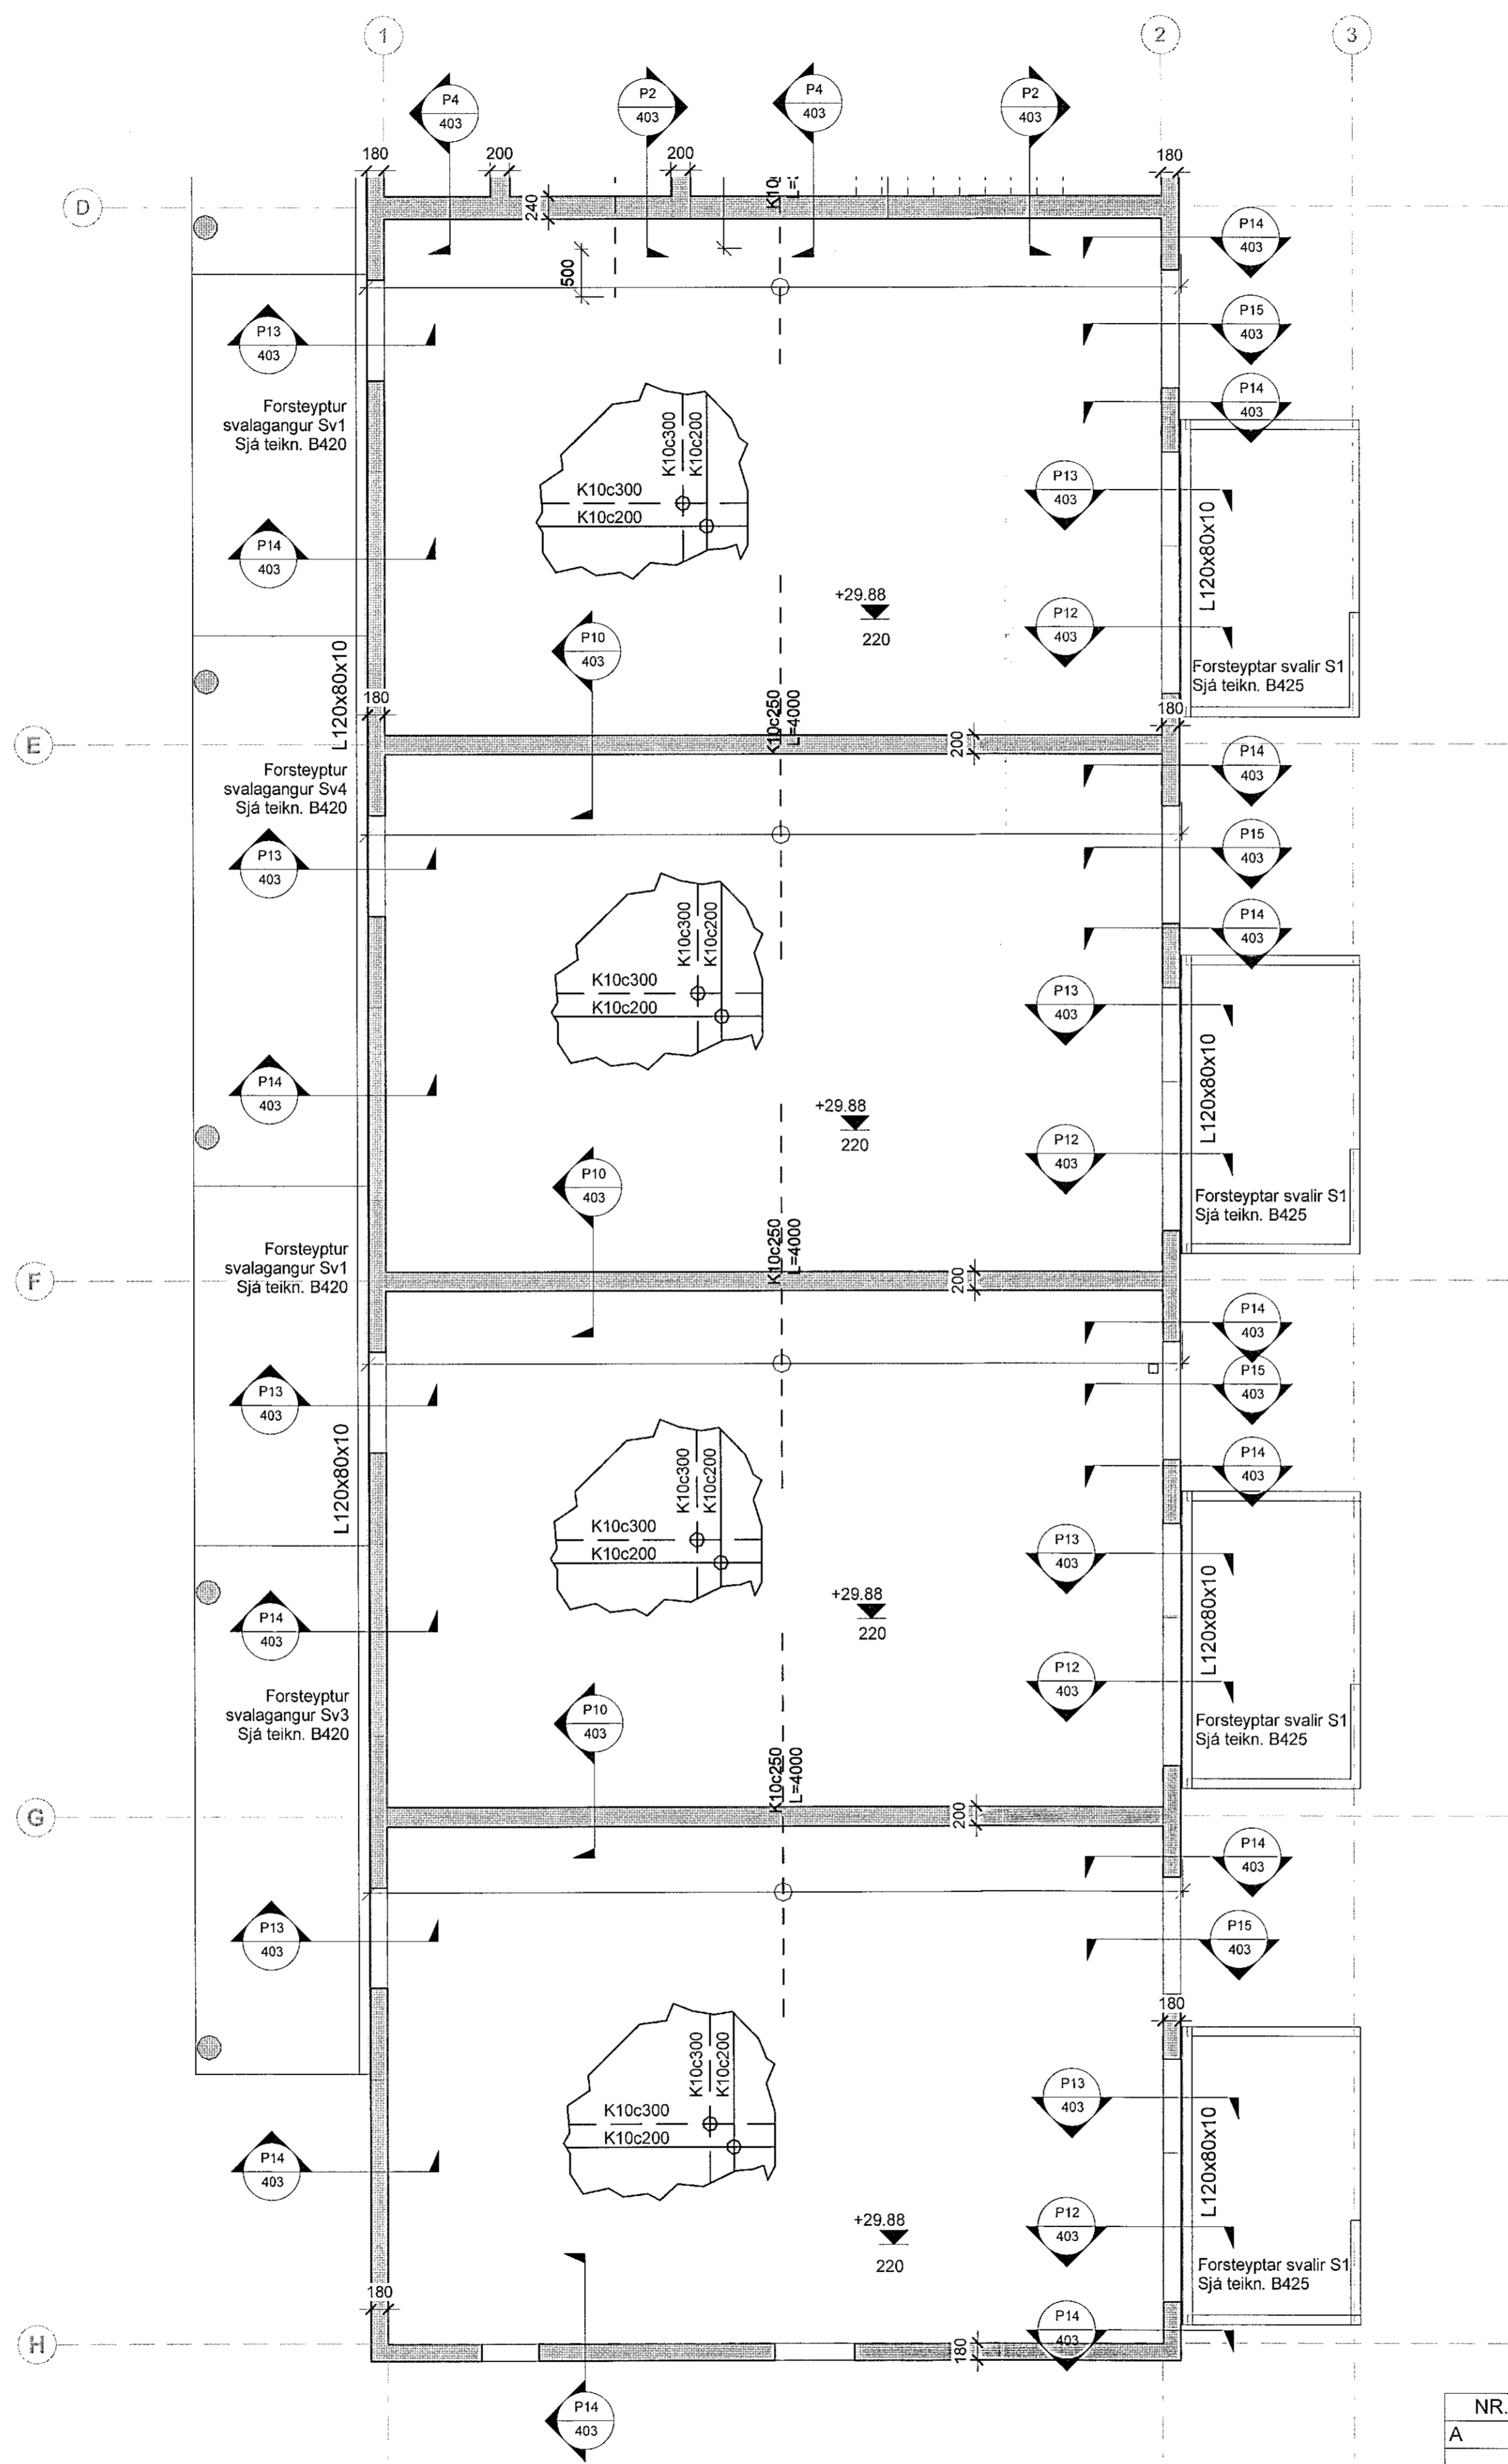 1
2
3
P4
403
P2
403
P4
403
P2
403
180
200
200
180
D
240
K10
500
P14
403
P13
403
P15
403
P14
403
Forsteyptur
svalagangur Sv1
Sjá teikn. B420
K10c300
K10c200
K10c300
K10c200
P13
403
L120x80x10
P14
403
+29.88
220
P12
403
P10
403
Forsteyptar svalir S1
Sjá teikn. B425
L120x80x10
180
K10c250
L=4000
180
E
200
P14
403
Forsteyptur
svalagangur Sv4
Sjá teikn. B420
P13
403
P15
403
P14
403
K10c300
K10c200
K10c300
K10c200
P13
403
L120x80x10
P14
403
+29.88
220
P12
403
P10
403
Forsteyptar svalir S1
Sjá teikn. B425
Forsteyptur
svalagangur Sv1
Sjá teikn. B420
K10c250
L=4000
F
200
P14
403
P13
403
P15
403
L120x80x10
P14
403
K10c300
K10c200
K10c300
K10c200
P13
403
L120x80x10
P14
403
+29.88
220
P12
403
Forsteyptur
svalagangur Sv3
Sjá teikn. B420
P10
403
Forsteyptar svalir S1
Sjá teikn. B425
K10c250
L=4000
G
200
P14
403
P13
403
P15
403
180
K10c300
K10c200
K10c300
K10c200
P13
403
L120x80x10
P14
403
+29.88
220
P12
403
Forsteyptar svalir S1
Sjá teikn. B425
180
P14
403
H
180
P14
403
NR.
A